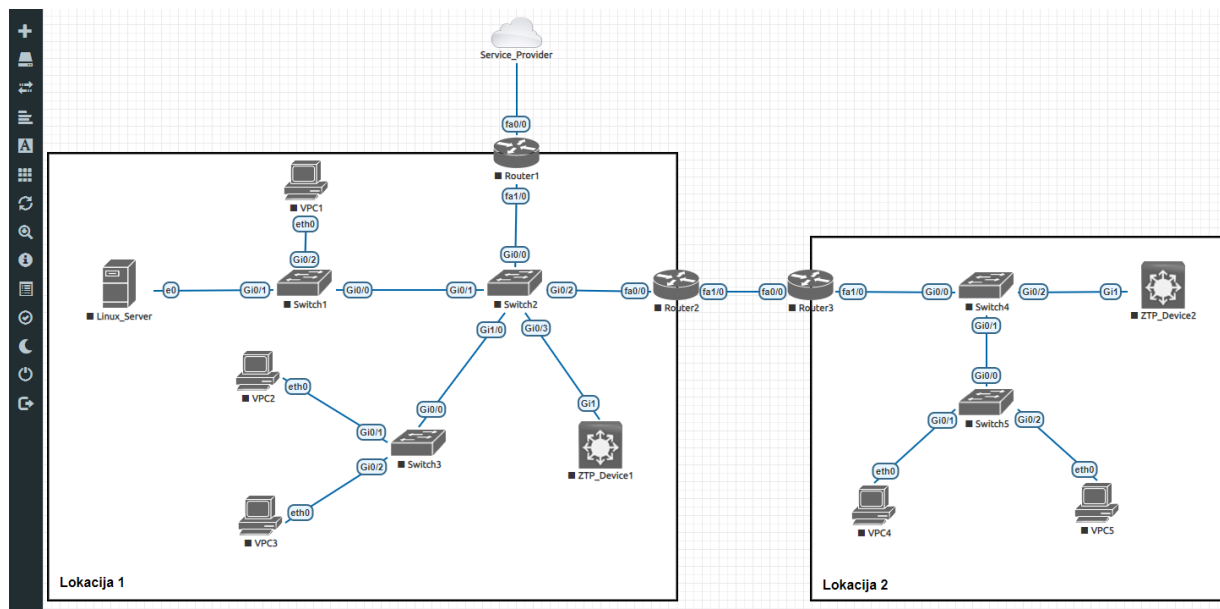 Service_Provider
fa0/0
Router1
fa1/0
VPC1
eth0
Gi0/2
Gi0/0
Linux_Server
e0
Gi0/1
Switch1
Gi0/0
Gi0/1
Switch2
Gi0/2
fa0/0
Router2
fa1/0
fa0/0
Router3
fa1/0
Gi0/0
Switch4
Gi0/2
Gi1
ZTP_Device2
Gi0/1
Gi1/0
Gi0/3
VPC2
eth0
Gi0/0
Gi1
Gi0/0
Switch5
Gi0/1
Gi0/2
Gi0/1
Switch3
Gi0/2
ZTP_Device1
eth0
VPC3
eth0
VPC4
eth0
VPC5
Lokacija 1
Lokacija 2
A